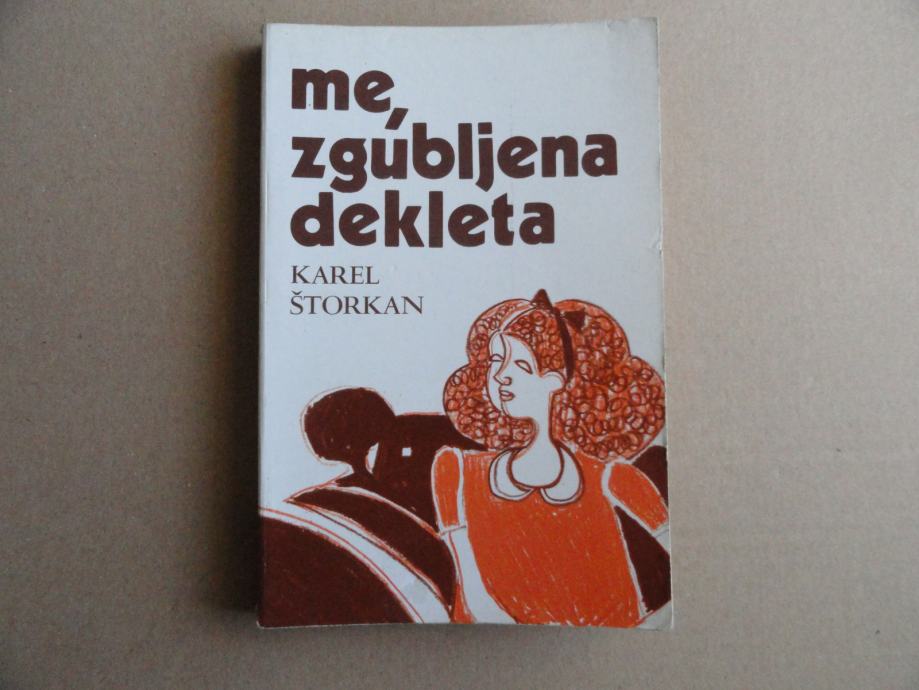 me,
zgubljena
dekleta
KAREL
ŠTORKAN